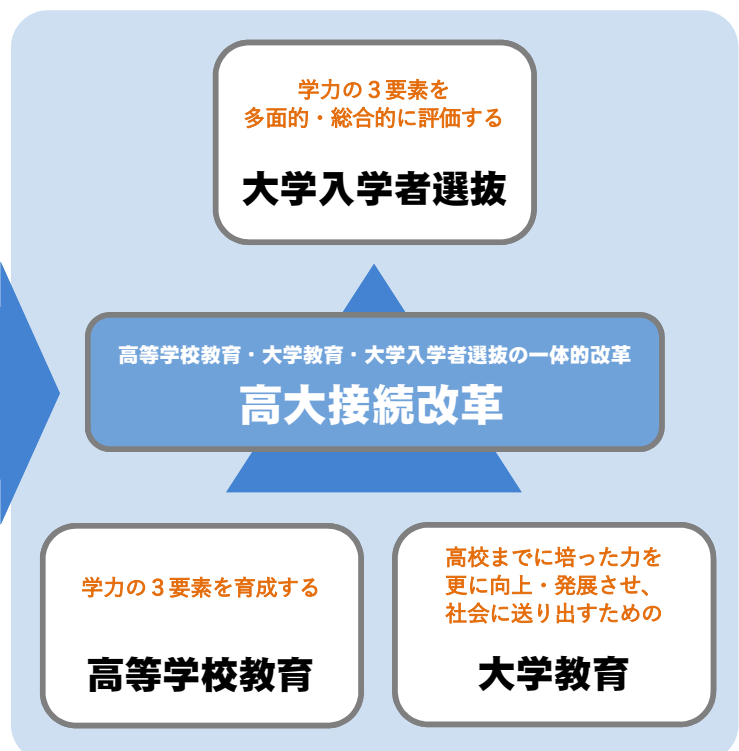 学力の３要素を
多面的・総合的に評価する
大学入学者選抜
高等学校教育・大学教育・大学入学者選抜の一体的改革
高大接続改革
学力の３要素を育成する
高等学校教育
高校までに培った力を
更に向上・発展させ、
社会に送り出すための
大学教育